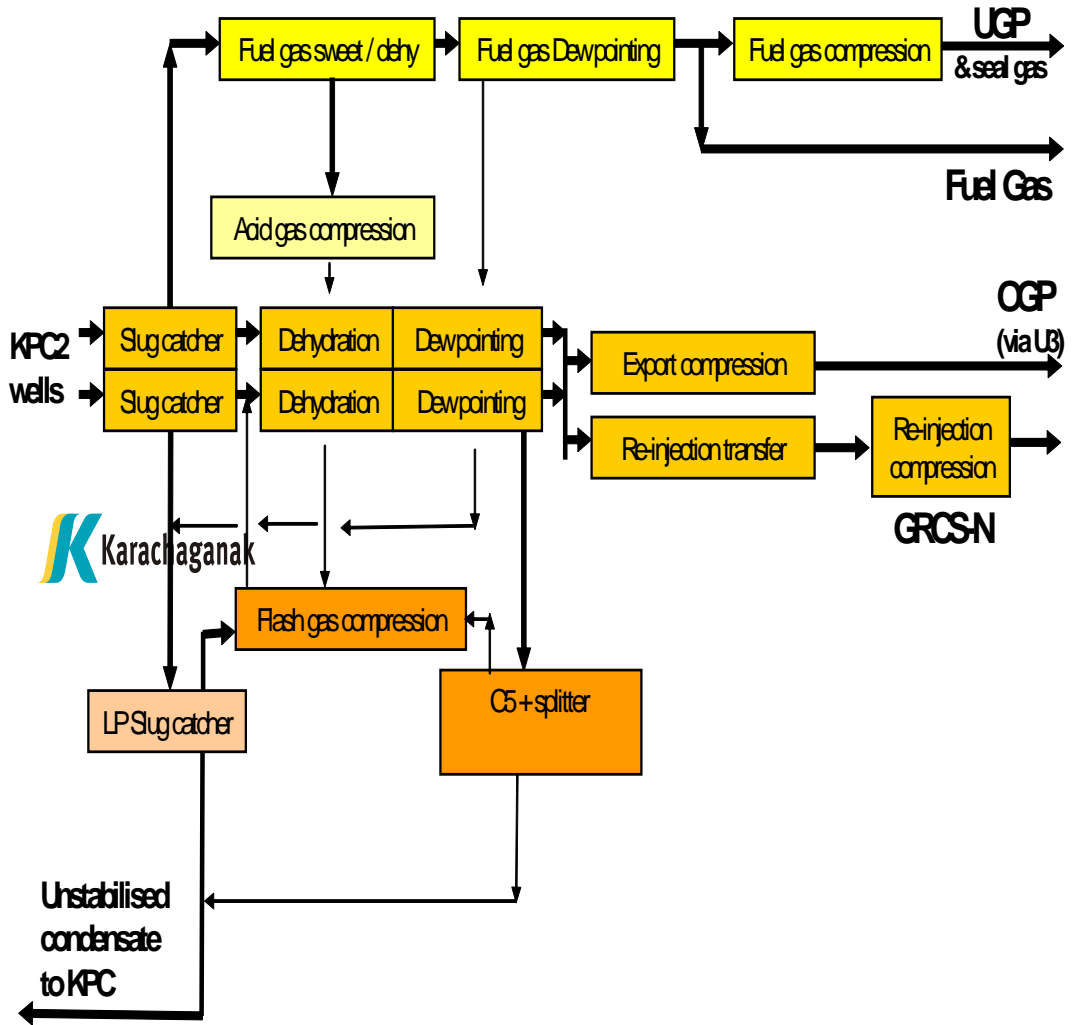 UGP
& seal gas
Fuel gas sweet / dehy
Fuel gas Dewpointing
Fuel gas compression
Fuel Gas
Acid gas compression
OGP
(via U3)
KPC2
wells
Slug catcher
Dehydration
Dewpointing
Slug catcher
Dehydration
Dewpointing
Export compression
Re-injection transfer
Re-injection
compression
GRCS-N
Karachaganak
Flash gas compression
LP Slug catcher
C5 + splitter
Unstabilised
condensate
to KPC